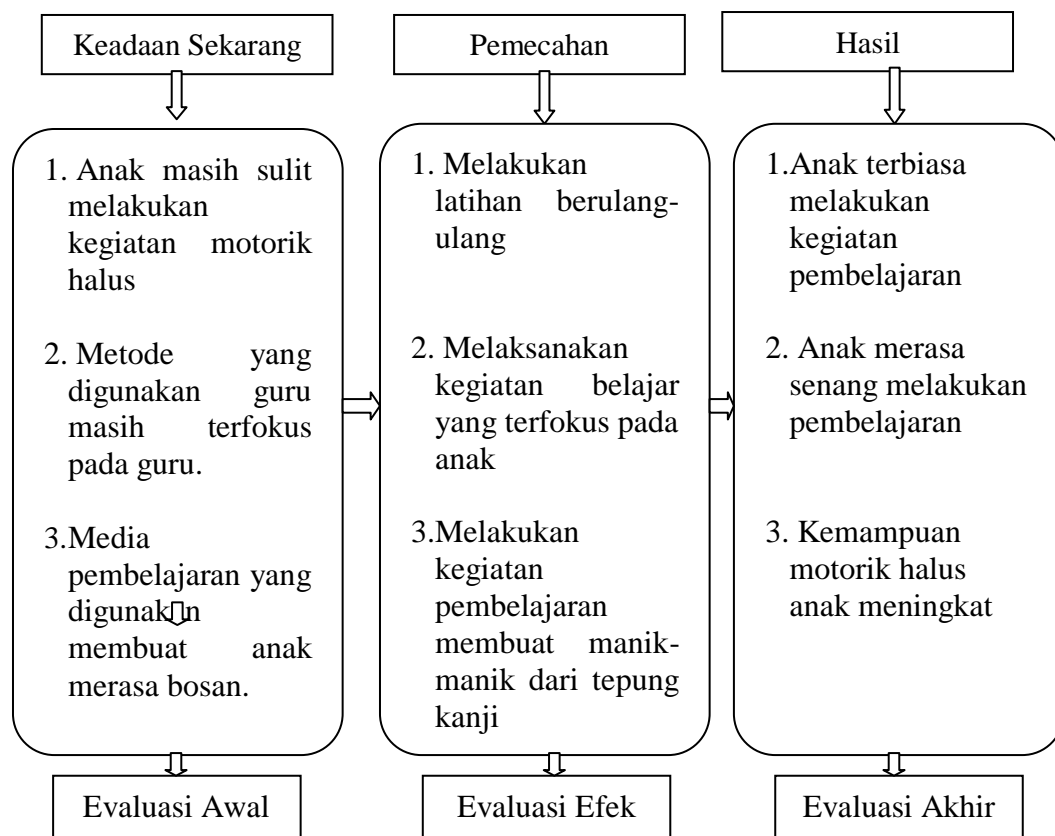 Keadaan Sekarang
Pemecahan
Hasil
1. Anak masih sulit
melakukan
kegiatan motorik
halus
2. Metode yang
digunakan guru
masih terfokus
pada guru.
3.Media
pembelajaran yang
digunakan
membuat anak
merasa bosan.
1. Melakukan
latihan berulang-
ulang
2. Melaksanakan
kegiatan belajar
yang terfokus pada
anak
3.Melakukan
kegiatan
pembelajaran
membuat manik-
manik dari tepung
kanji
1.Anak terbiasa
melakukan
kegiatan
pembelajaran
2. Anak merasa
senang melakukan
pembelajaran
3. Kemampuan
motorik halus
anak meningkat
Evaluasi Awal
Evaluasi Efek
Evaluasi Akhir